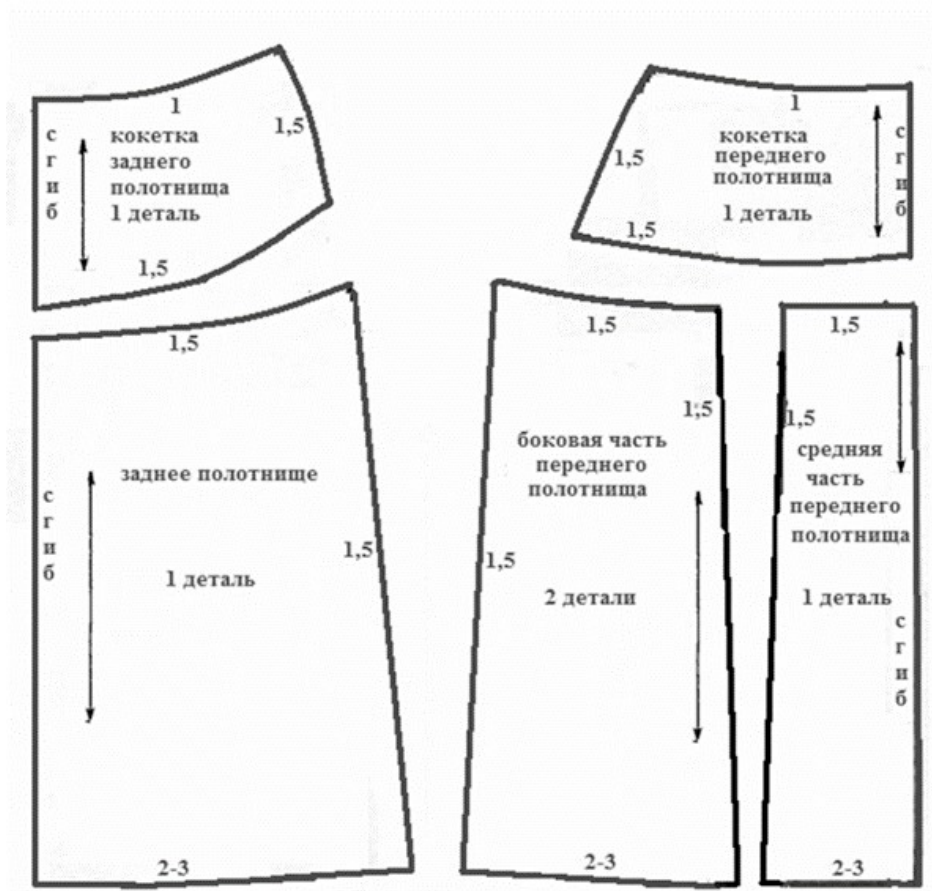 1
с
г
и
б
кокетка
заднего
полотнища
1 деталь
1,5
1,5
1
кокетка
переднего
полотнища
1 деталь
с
г
и
б
1,5
1,5
1,5
заднее полотнище
с
г
и
б
1 деталь
1,5
2-3
1,5
1,5
боковая часть
переднего
полотнища
2 детали
1,5
2-3
1,5
1,5
средняя
часть
переднего
полотнища
1 деталь
с
г
и
б
2-3